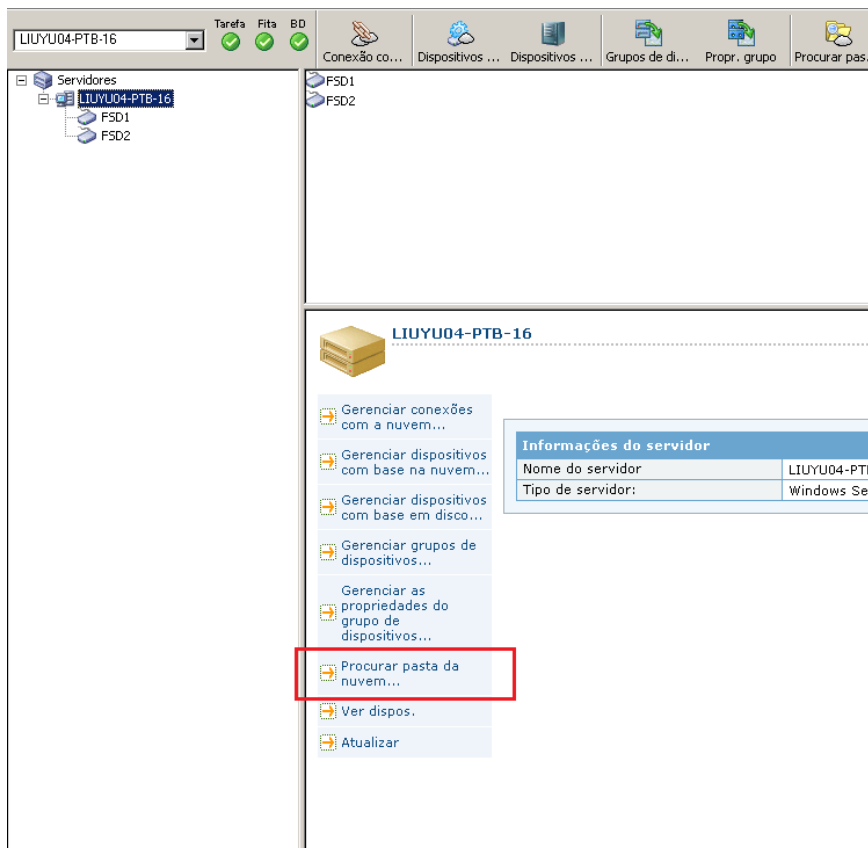 LIUYU04-PTB-16
Tarefa Fita BD
Conexão co... Dispositivos ... Dispositivos ... Grupos de di... Propr. grupo Procurar pas.
Servidores
LIUYU04-PTB-16
FSD1
FSD2
FSD1
FSD2
LIUYU04-PTB-16
Gerenciar conexões
com a nuvem...
Gerenciar dispositivos
com base na nuvem...
Gerenciar dispositivos
com base em disco...
Gerenciar grupos de
dispositivos...
Gerenciar as
propriedades do
grupo de
dispositivos...
Procurar pasta da
nuvem...
Ver dispos.
Atualizar
Informações do servidor
Nome do servidor LIUYU04-PT
Tipo de servidor: Windows Se